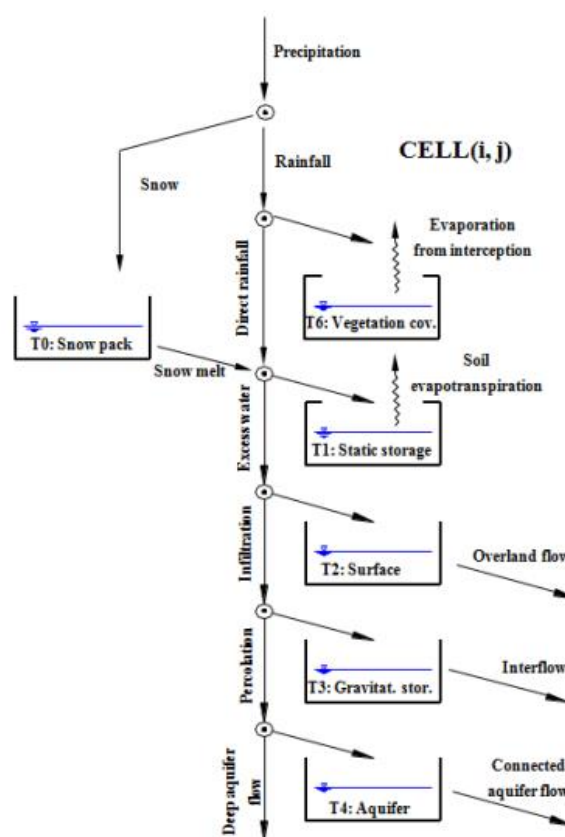 Precipitation
CELL(i, j)
Rainfall
Snow
Evaporation
from interception
Direct rainfall
T6: Vegetation cov.
T0: Snow pack
Snow melt
Soil
evapotranspiration
Excess water
T1: Static storage
Infiltration
T2: Surface
Overland flow
Percolation
T3: Gravitat. stor.
Interflow
Deep aquifer
flow
T4: Aquifer
Connected
aquifer flow